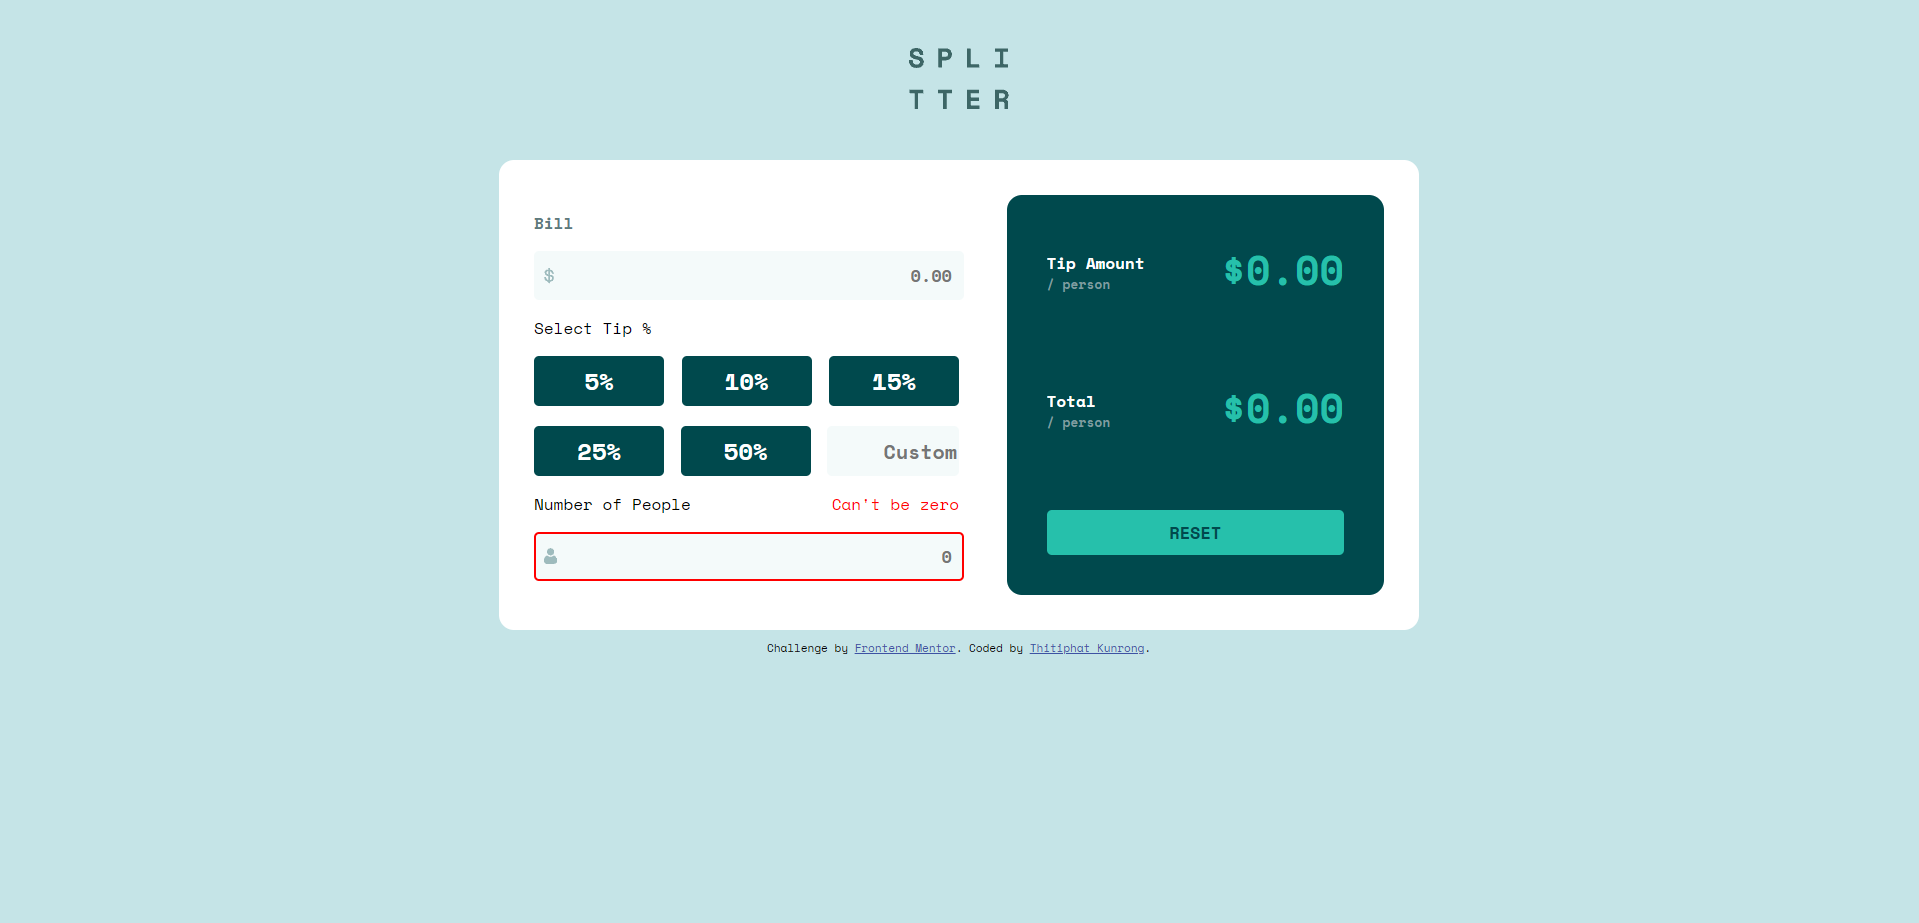 SPLI
TTER
Bill
$ 0.00
Select Tip %
5% 10% 15%
25% 50% Custom
Number of People Can't be zero
0
Tip Amount $0.00
/ person
Total $0.00
/ person
RESET
Challenge by Frontend Mentor. Coded by Thitiphat Kunrong.